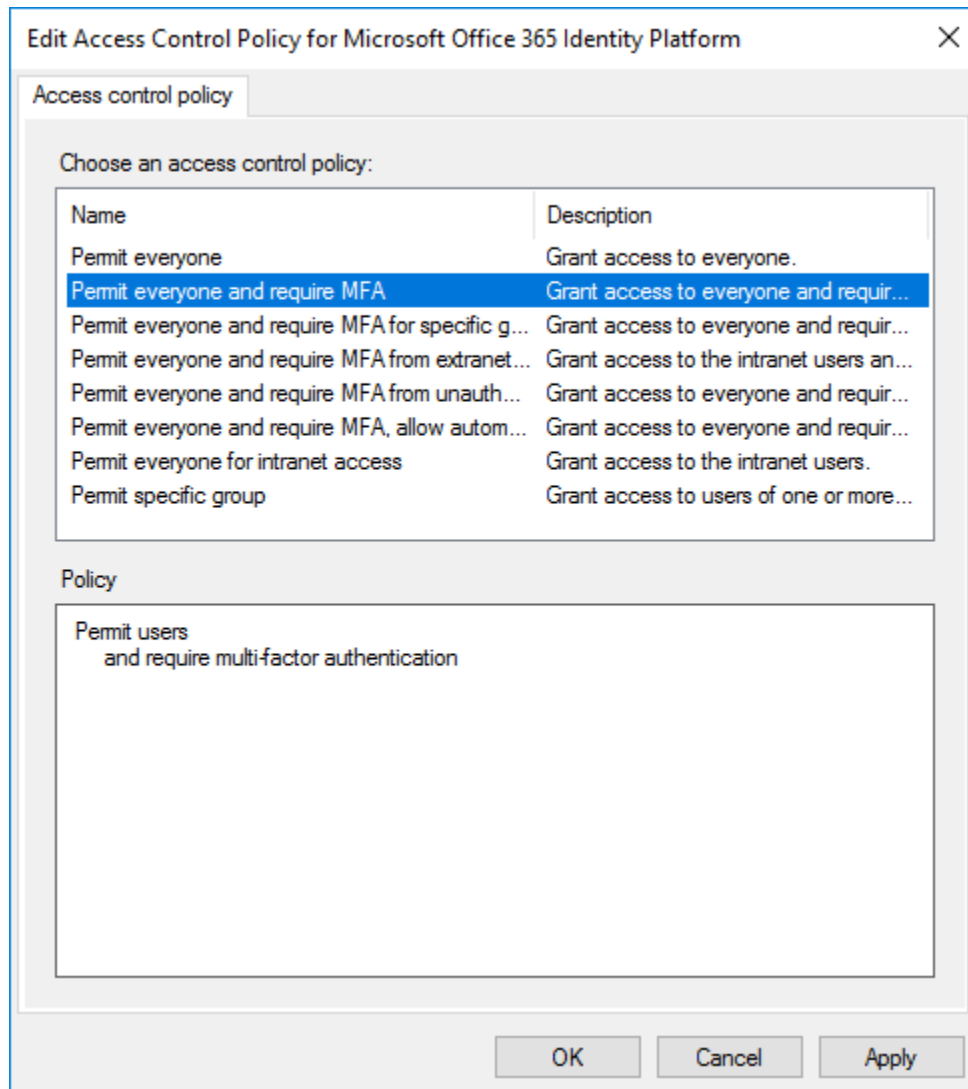 Edit Access Control Policy for Microsoft Office 365 Identity Platform
Access control policy
Choose an access control policy:
Name Description
Permit everyone Grant access to everyone.
Permit everyone and require MFA Grant access to everyone and requir...
Permit everyone and require MFA for specific g... Grant access to everyone and requir...
Permit everyone and require MFA from extranet... Grant access to the intranet users an...
Permit everyone and require MFA from unauth... Grant access to everyone and requir...
Permit everyone and require MFA, allow autom... Grant access to everyone and requir...
Permit everyone for intranet access Grant access to the intranet users.
Permit specific group Grant access to users of one or more...
Policy
Permit users
and require multi-factor authentication
OK Cancel Apply